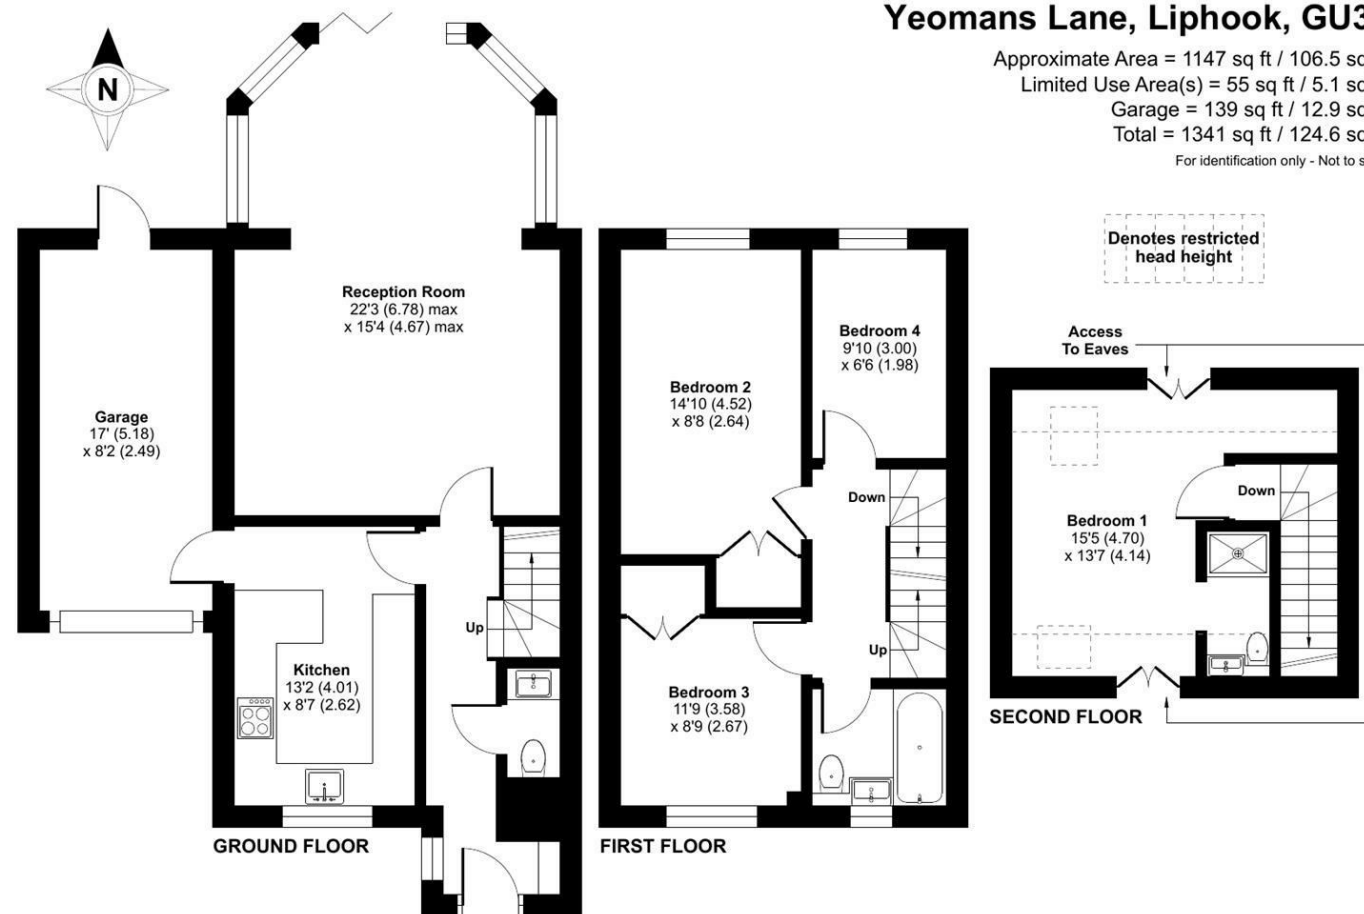 Yeomans Lane, Liphook, GU3
Approximate Area = 1147 sq ft / 106.5 sq
Limited Use Area(s) = 55 sq ft / 5.1 sq
Garage = 139 sq ft / 12.9 sq
Total = 1341 sq ft / 124.6 sq
For identification only - Not to s
N
Denotes restricted
head height
Reception Room
22'3 (6.78) max
x 15'4 (4.67) max
Garage
17' (5.18)
x 8'2 (2.49)
Kitchen
13'2 (4.01)
x 8'7 (2.62)
Up
GROUND FLOOR
Bedroom 2
14'10 (4.52)
x 8'8 (2.64)
Bedroom 4
9'10 (3.00)
x 6'6 (1.98)
Down
Up
Bedroom 3
11'9 (3.58)
x 8'9 (2.67)
FIRST FLOOR
Access
To Eaves
Bedroom 1
15'5 (4.70)
x 13'7 (4.14)
Down
SECOND FLOOR